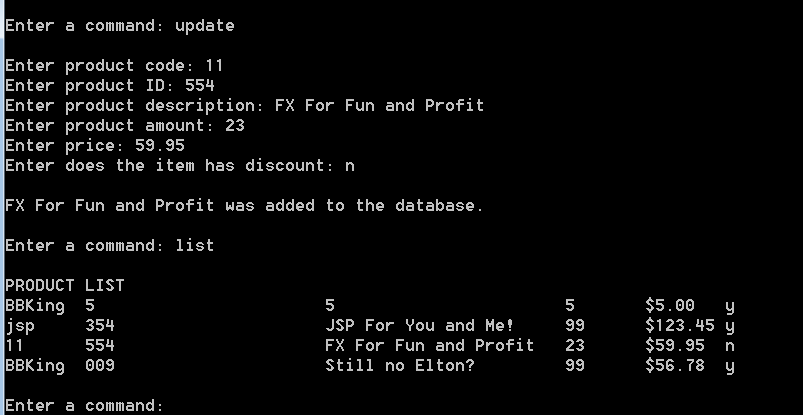 Enter a command: update
Enter product code: 11
Enter product ID: 554
Enter product description: FX For Fun and Profit
Enter product amount: 23
Enter price: 59.95
Enter does the item has discount: n
FX For Fun and Profit was added to the database.
Enter a command: list
PRODUCT LIST
BBKing 5 5 5 $5.00 y
jsp 354 JSP For You and Me! 99 $123.45 y
11 554 FX For Fun and Profit 23 $59.95 n
BBKing 009 Still no Elton? 99 $56.78 y
Enter a command: